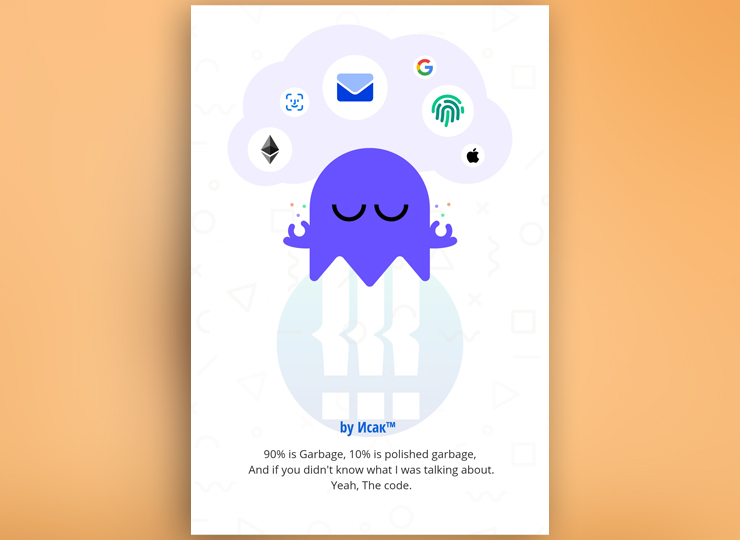 by Исак™
90% is Garbage, 10% is polished garbage,
And if you didn't know what I was talking about.
Yeah, The code.